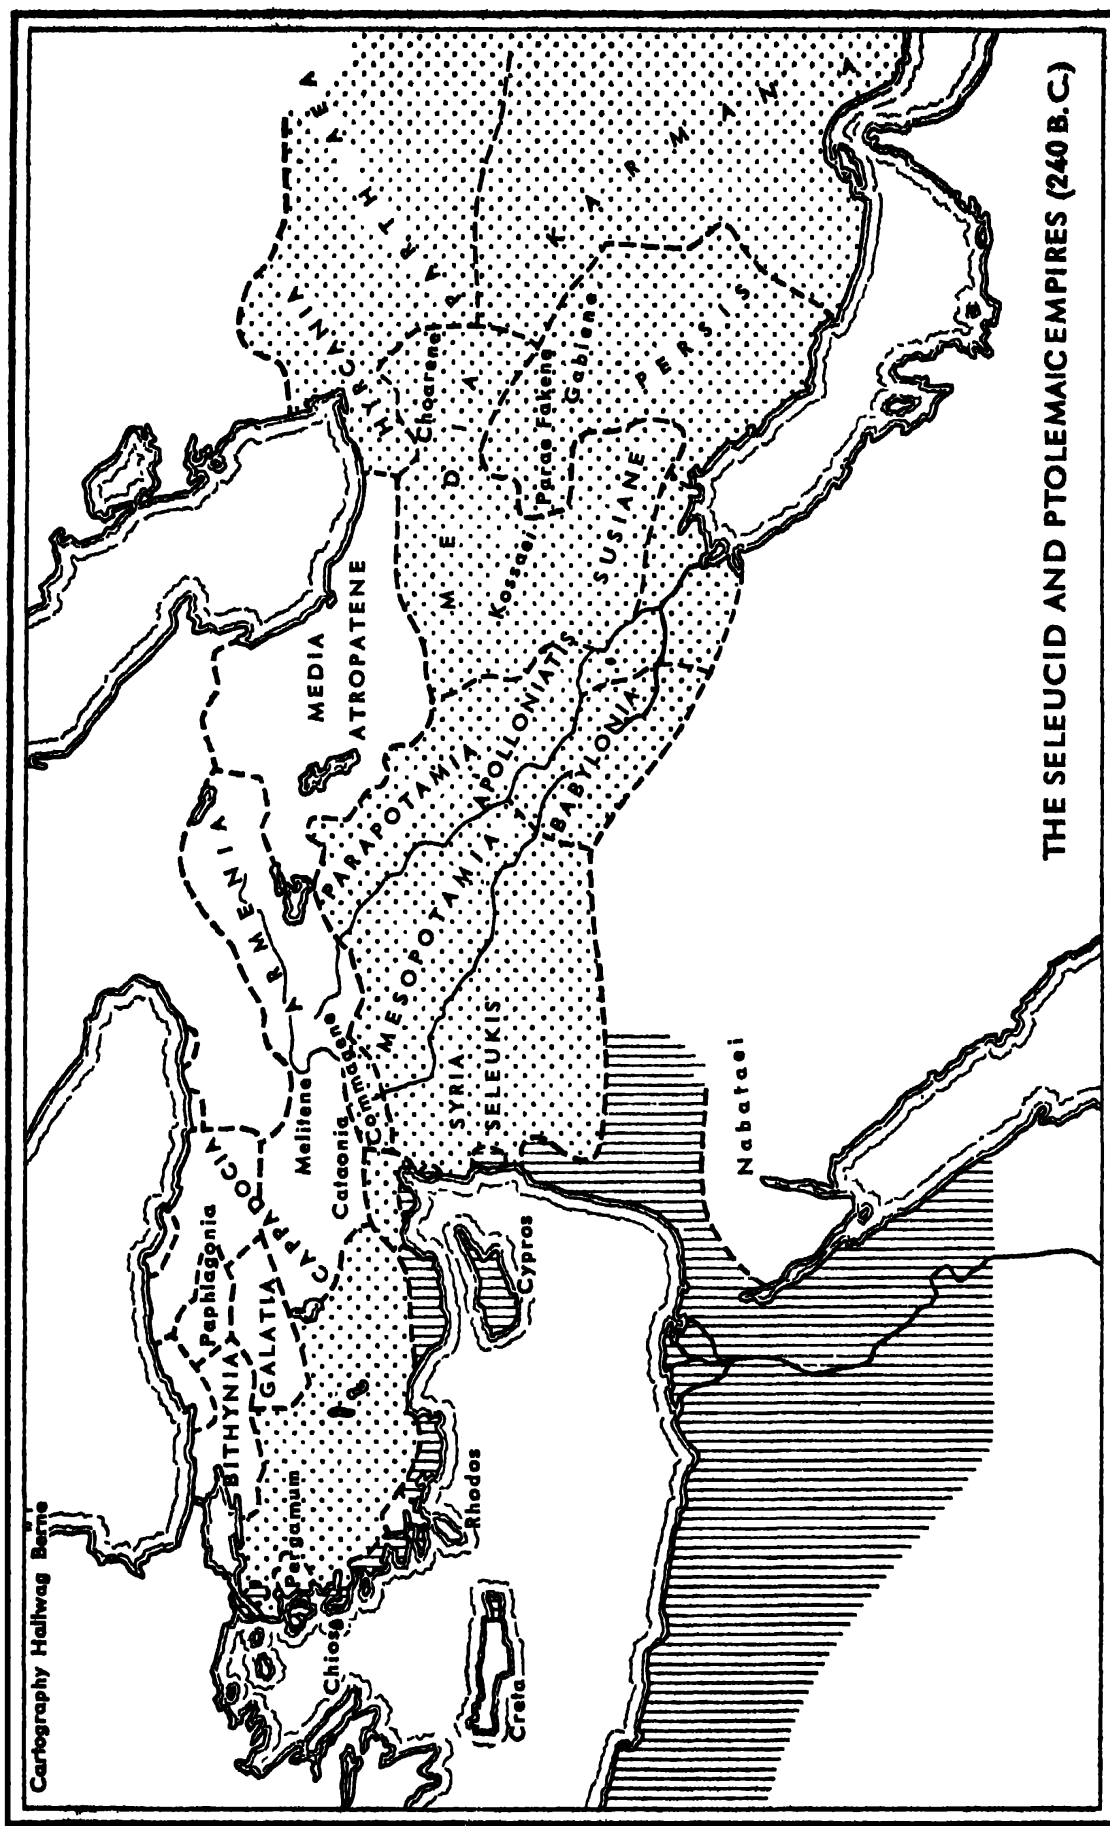 Cartography Hallwag Berne
Paphlagonia
BITHYNIA
GALATIA
CAPPADOCIA
Pergamum
Chios
Rhodos
Creta
Cypros
Melitene
Cataonia
Commagene
ARMENIA
MEDIA
ATROPATENE
SYRIA
SELEUKIS
MESOPOTAMIA
PARAPOTAMIA
APOLLONIATIS
BABYLONIA
MEDIA
Kossaei
SUSIANE
HYRCANIA
Choarene
Parae Fakene
Gabiene
PERSIS
PARTHYAEA
KARMANIA
Nabataei
THE SELEUCID AND PTOLEMAIC EMPIRES (240 B.C.)